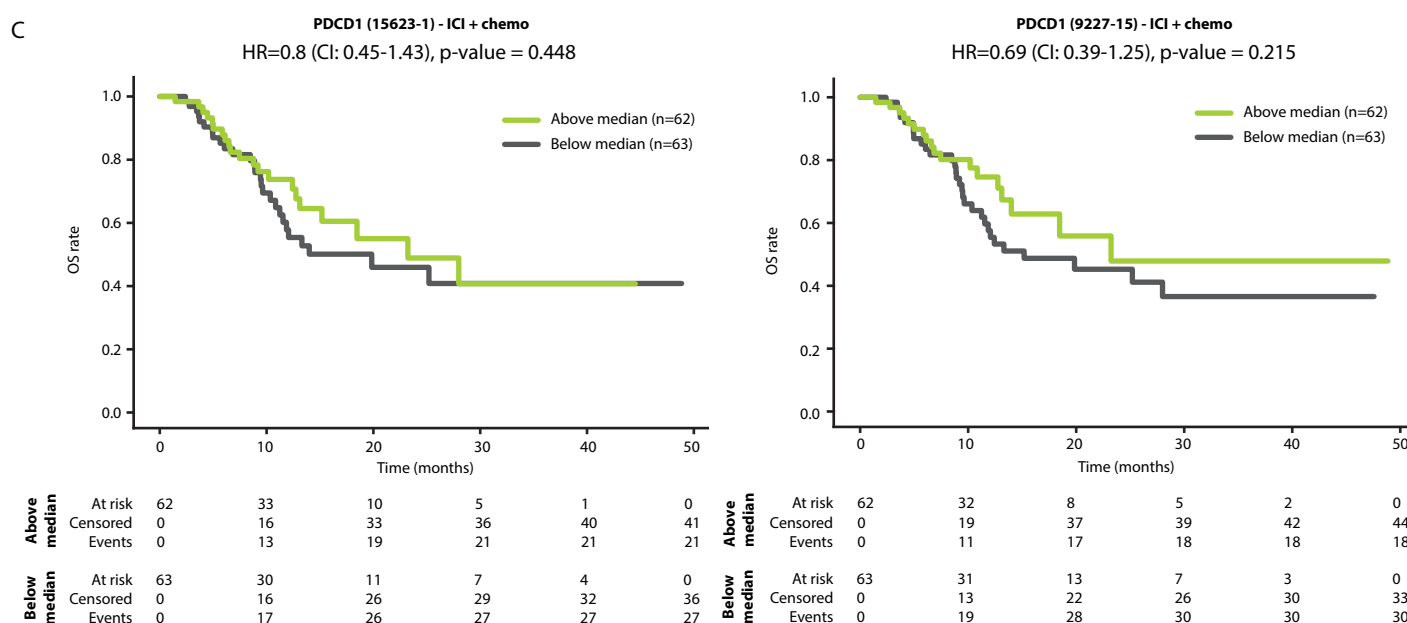 C
PDCD1 (15623-1) - ICI + chemo
HR=0.8 (CI: 0.45-1.43), p-value = 0.448
1.0
0.8
0.6
0.4
0.2
0.0
OS rate
Above median (n=62)
Below median (n=63)
0 10 20 30 40 50
Time (months)
Above median
At risk 62 33 10 5 1 0
Censored 0 16 33 36 40 41
Events 0 13 19 21 21 21
Below median
At risk 63 30 11 7 4 0
Censored 0 16 26 29 32 36
Events 0 17 26 27 27 27
PDCD1 (9227-15) - ICI + chemo
HR=0.69 (CI: 0.39-1.25), p-value = 0.215
1.0
0.8
0.6
0.4
0.2
0.0
OS rate
Above median (n=62)
Below median (n=63)
0 10 20 30 40 50
Time (months)
Above median
At risk 62 32 8 5 2 0
Censored 0 19 37 39 42 44
Events 0 11 17 18 18 18
Below median
At risk 63 31 13 7 3 0
Censored 0 13 22 26 30 33
Events 0 19 28 30 30 30